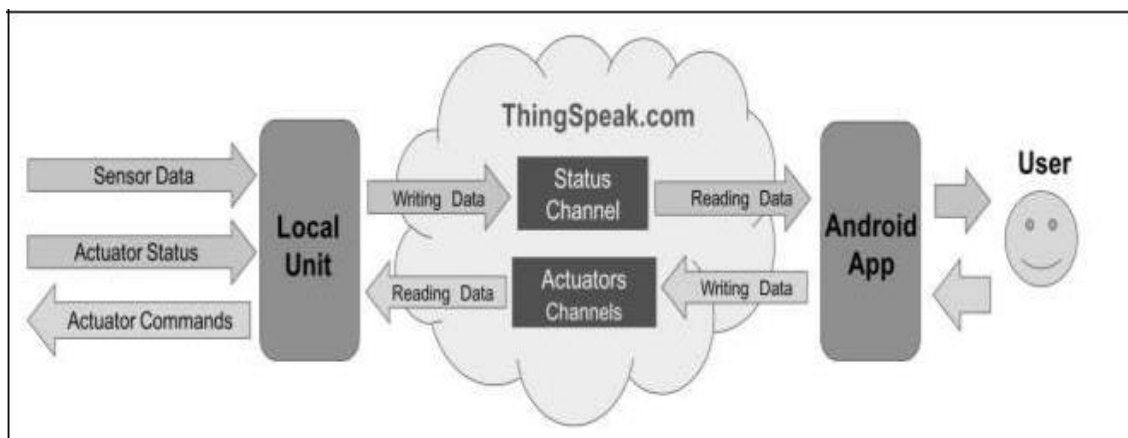 ThingSpeak.com
Sensor Data
Actuator Status
Actuator Commands
Local
Unit
Writing Data
Status
Channel
Reading Data
Reading Data
Actuators
Channels
Writing Data
Android
App
User